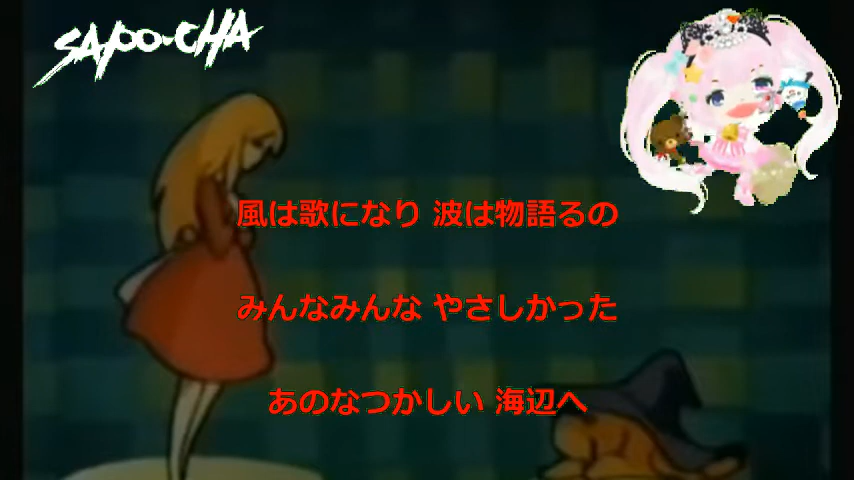 SAPO-CHA
風は歌になり 波は物語るの
みんなみんな やさしかった
あのなつかしい 海辺へ